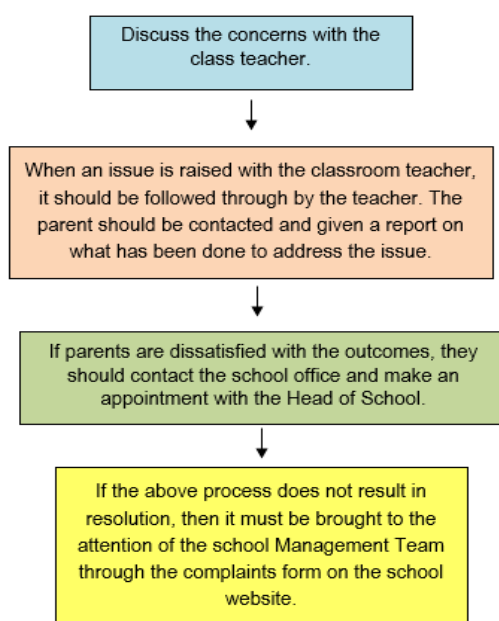 Discuss the concerns with the
class teacher.
When an issue is raised with the classroom teacher,
it should be followed through by the teacher. The
parent should be contacted and given a report on
what has been done to address the issue.
If parents are dissatisfied with the outcomes, they
should contact the school office and make an
appointment with the Head of School.
If the above process does not result in
resolution, then it must be brought to the
attention of the school Management Team
through the complaints form on the school
website.